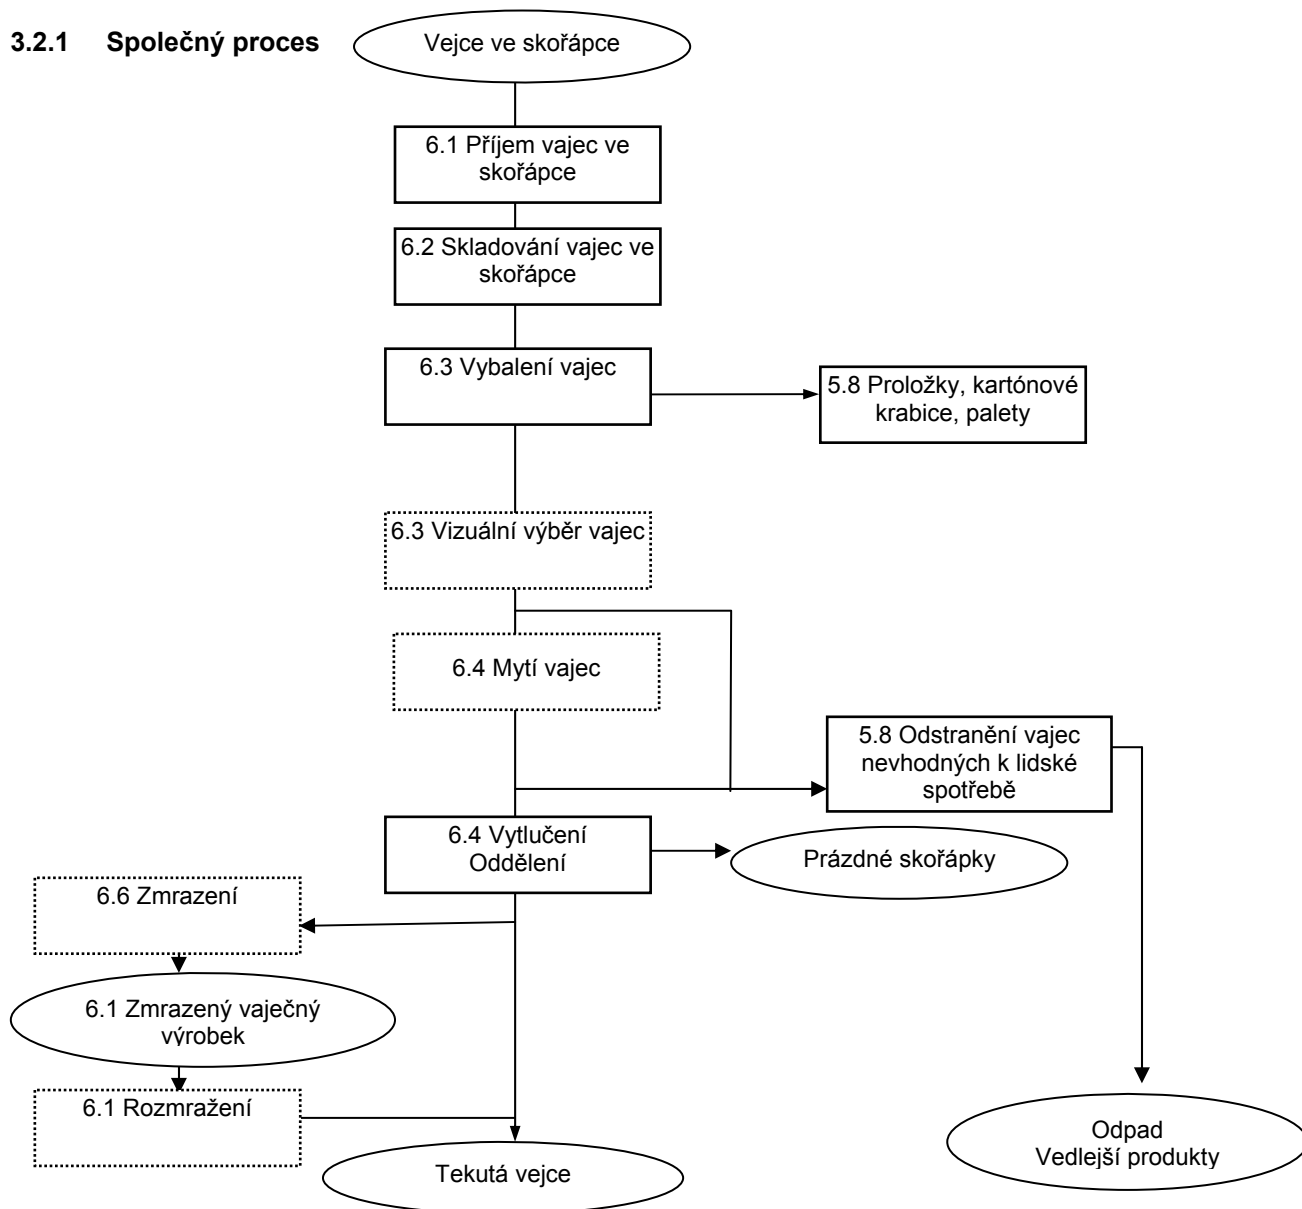 3.2.1 Společný proces
Vejce ve skořápce
6.1 Příjem vajec ve
skořápce
6.2 Skladování vajec ve
skořápce
6.3 Vybalení vajec
5.8 Proložky, kartónové
krabice, palety
6.3 Vizuální výběr vajec
6.4 Mytí vajec
5.8 Odstranění vajec
nevhodných k lidské
spotřebě
6.4 Vytlučení
Oddělení
Prázdné skořápky
6.6 Zmrazení
6.1 Zmrazený vaječný
výrobek
6.1 Rozmražení
Odpad
Vedlejší produkty
Tekutá vejce